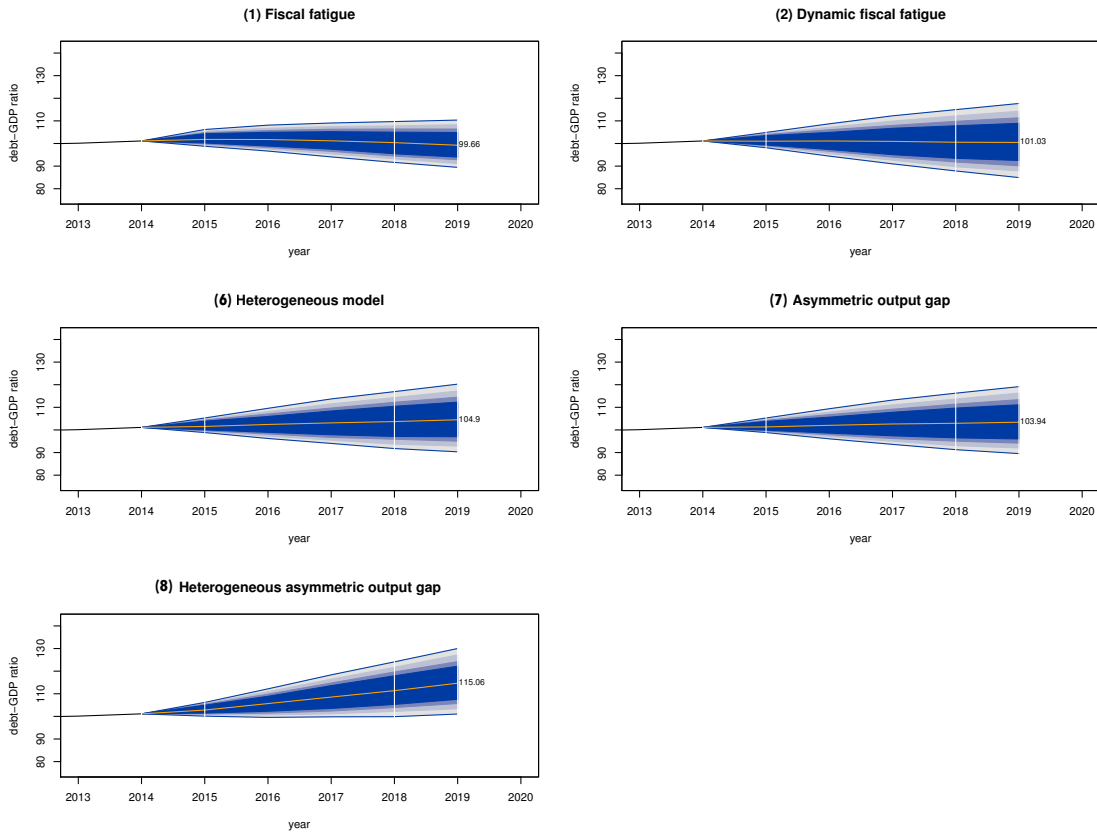 (1) Fiscal fatigue
debt−GDP ratio
80
90
110
130
99.66
2013 2014 2015 2016 2017 2018 2019 2020
year
(2) Dynamic fiscal fatigue
debt−GDP ratio
80
90
110
130
101.03
2013 2014 2015 2016 2017 2018 2019 2020
year
(6) Heterogeneous model
debt−GDP ratio
80
90
110
130
104.9
2013 2014 2015 2016 2017 2018 2019 2020
year
(7) Asymmetric output gap
debt−GDP ratio
80
90
110
130
103.94
2013 2014 2015 2016 2017 2018 2019 2020
year
(8) Heterogeneous asymmetric output gap
debt−GDP ratio
80
90
110
130
115.06
2013 2014 2015 2016 2017 2018 2019 2020
year